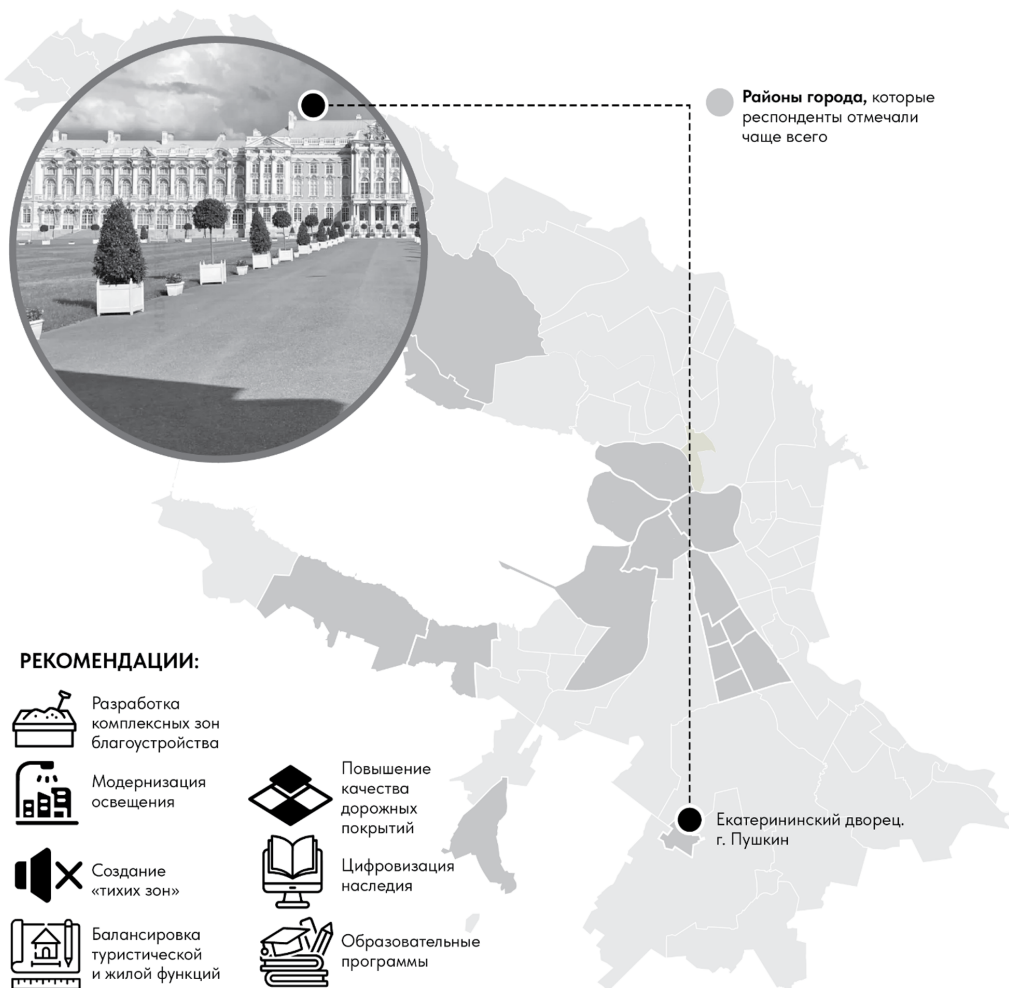 Районы города, которые
респонденты отмечали
чаще всего
РЕКОМЕНДАЦИИ:
Разработка
комплексных зон
благоустройства
Модернизация
освещения
Создание
«тихих зон»
Балансировка
туристической
и жилой функций
Повышение
качества
дорожных
покрытий
Цифровизация
наследия
Образовательные
программы
Екатерининский дворец.
г. Пушкин